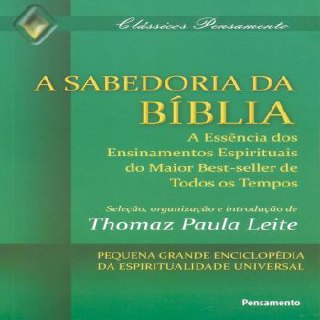 Clássicos Pensamento
A SABEDORIA DA
BÍBLIA
A Essência dos
Ensinamentos Espirituais
do Maior Best-seller de
Todos os Tempos
Seleção, organização e introdução de
Thomaz Paula Leite
PEQUENA GRANDE ENCICLOPÉDIA
DA ESPIRITUALIDADE UNIVERSAL
Pensamento